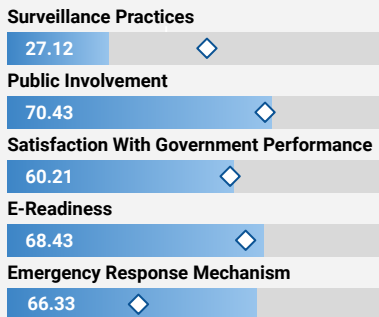 Surveillance Practices
27.12
Public Involvement
70.43
Satisfaction With Government Performance
60.21
E-Readiness
68.43
Emergency Response Mechanism
66.33